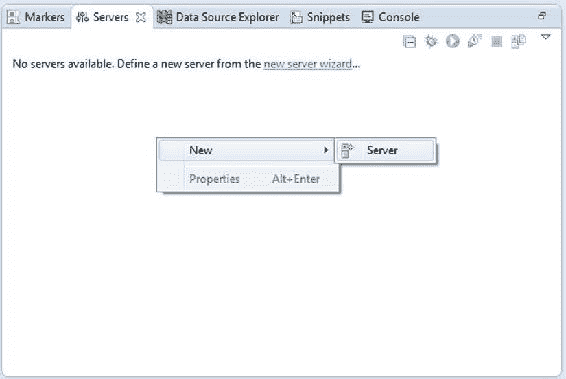 Markers Servers Data Source Explorer Snippets Console
No servers available. Define a new server from the new server wizard...
New Server
Properties Alt+Enter